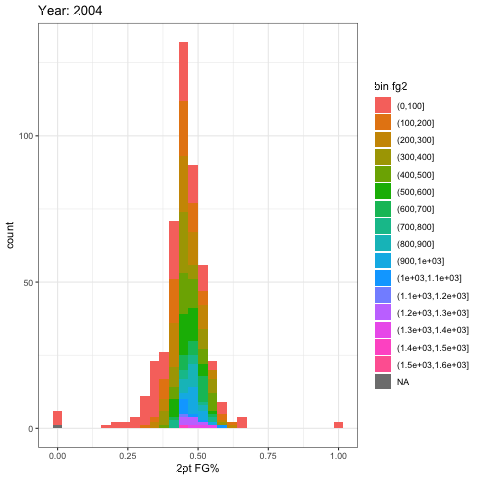 Year: 2004
count
100
50
0
0.00 0.25 0.50 0.75 1.00
2pt FG%
bin fg2
(0,100]
(100,200]
(200,300]
(300,400]
(400,500]
(500,600]
(600,700]
(700,800]
(800,900]
(900,1e+03]
(1e+03,1.1e+03]
(1.1e+03,1.2e+03]
(1.2e+03,1.3e+03]
(1.3e+03,1.4e+03]
(1.4e+03,1.5e+03]
(1.5e+03,1.6e+03]
NA